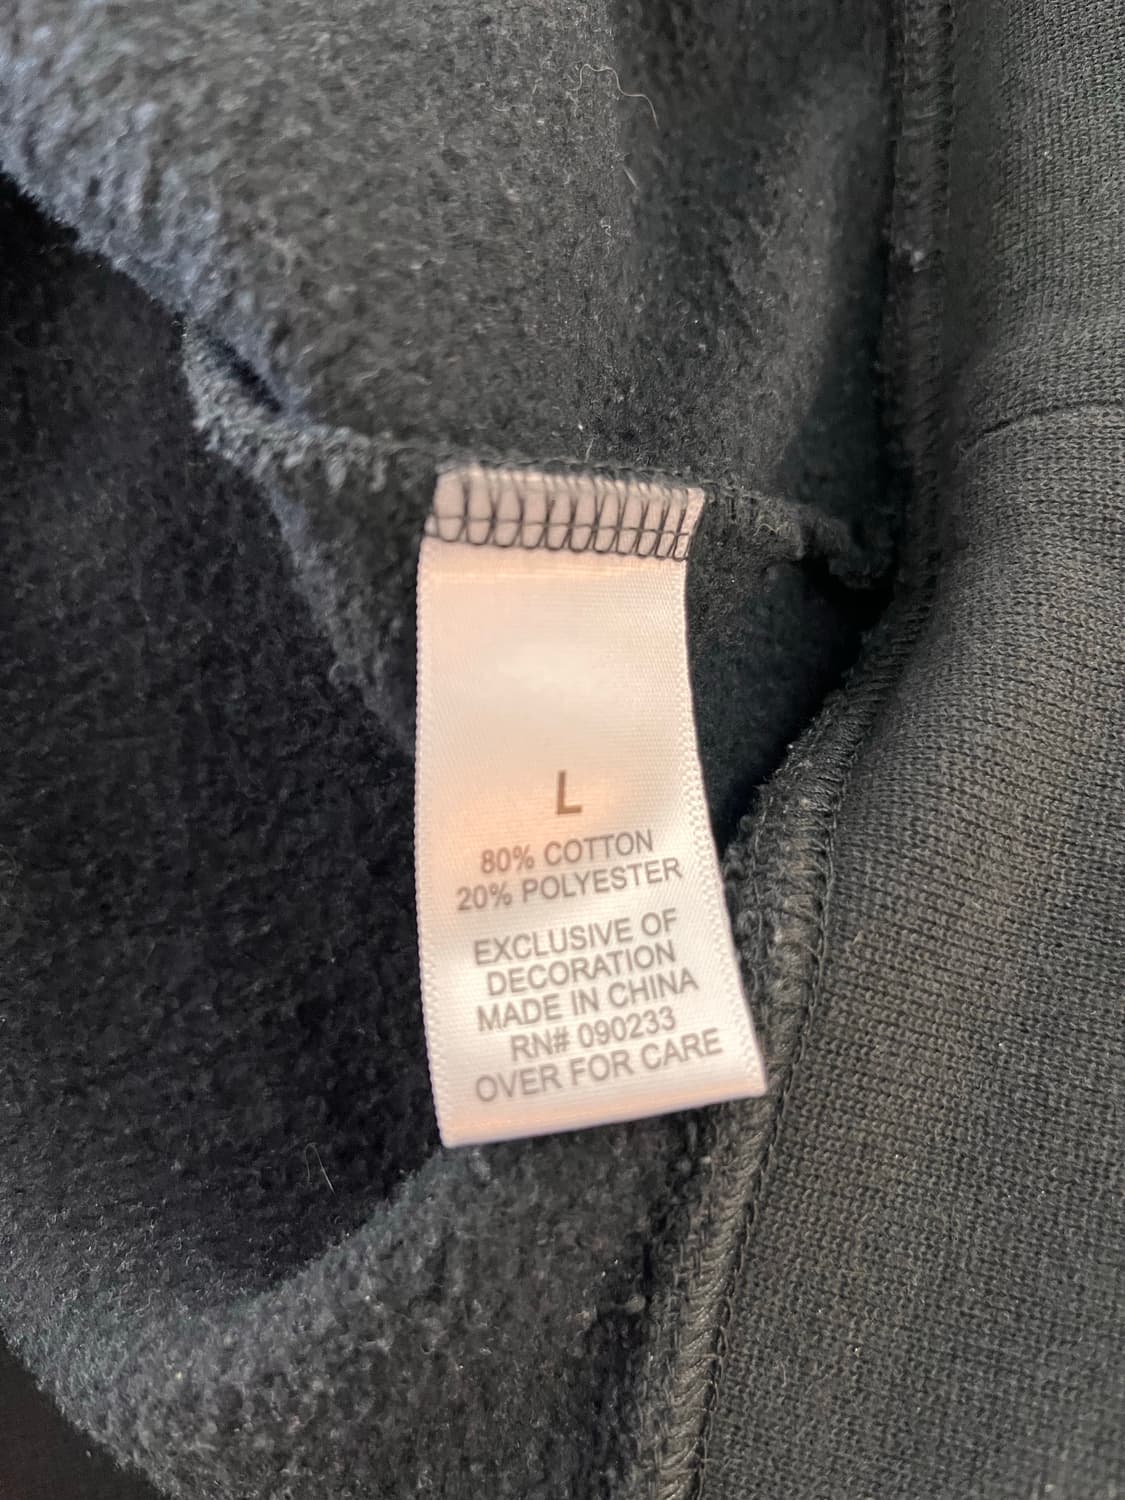 L
80% COTTON
20% POLYESTER
EXCLUSIVE OF
DECORATION
MADE IN CHINA
RN# 090233
OVER FOR CARE